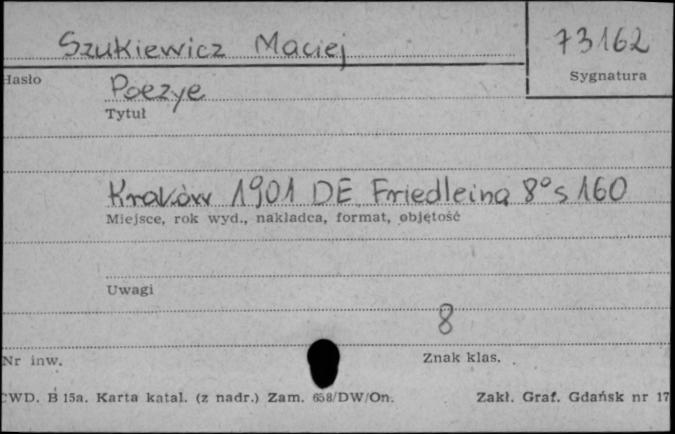 Szukiewicz Maciej 73162
Hasło Sygnatura
Poezye
Tytuł
Kraków 1901 DE Friedleina 8° s 160
Miejsce, rok wyd., nakładca, format, objętość
Uwagi
8
Nr inw. Znak klas.
CWD. B 15a. Karta katal. (z nadr.) Zam. 658/DW/On. Zakł. Graf. Gdańsk nr 17